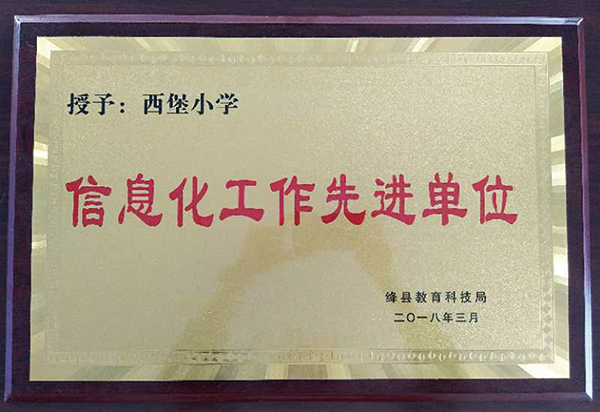 授予：西堡小学
信息化工作先进单位
绛县教育科技局
二〇一八年三月